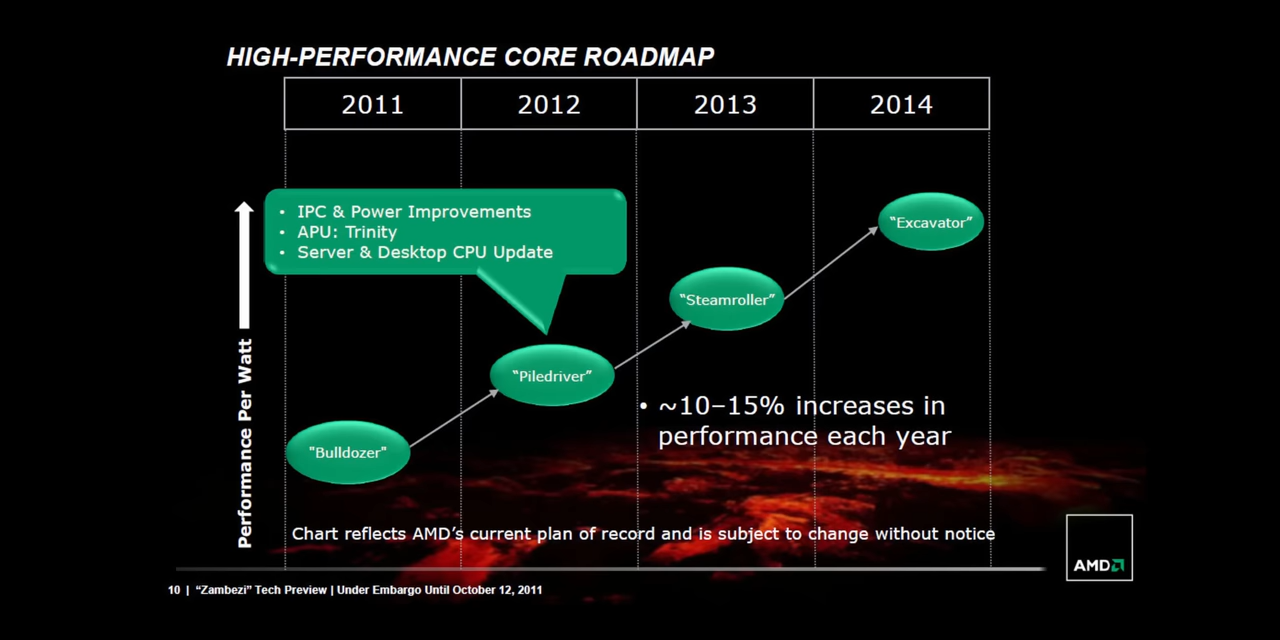 HIGH-PERFORMANCE CORE ROADMAP
2011
2012
2013
2014
• IPC & Power Improvements
• APU: Trinity
• Server & Desktop CPU Update
Performance Per Watt
“Excavator”
“Steamroller”
“Piledriver”
“Bulldozer”
• ~10–15% increases in
performance each year
Chart reflects AMD’s current plan of record and is subject to change without notice
AMD
10 | “Zambezi” Tech Preview | Under Embargo Until October 12, 2011